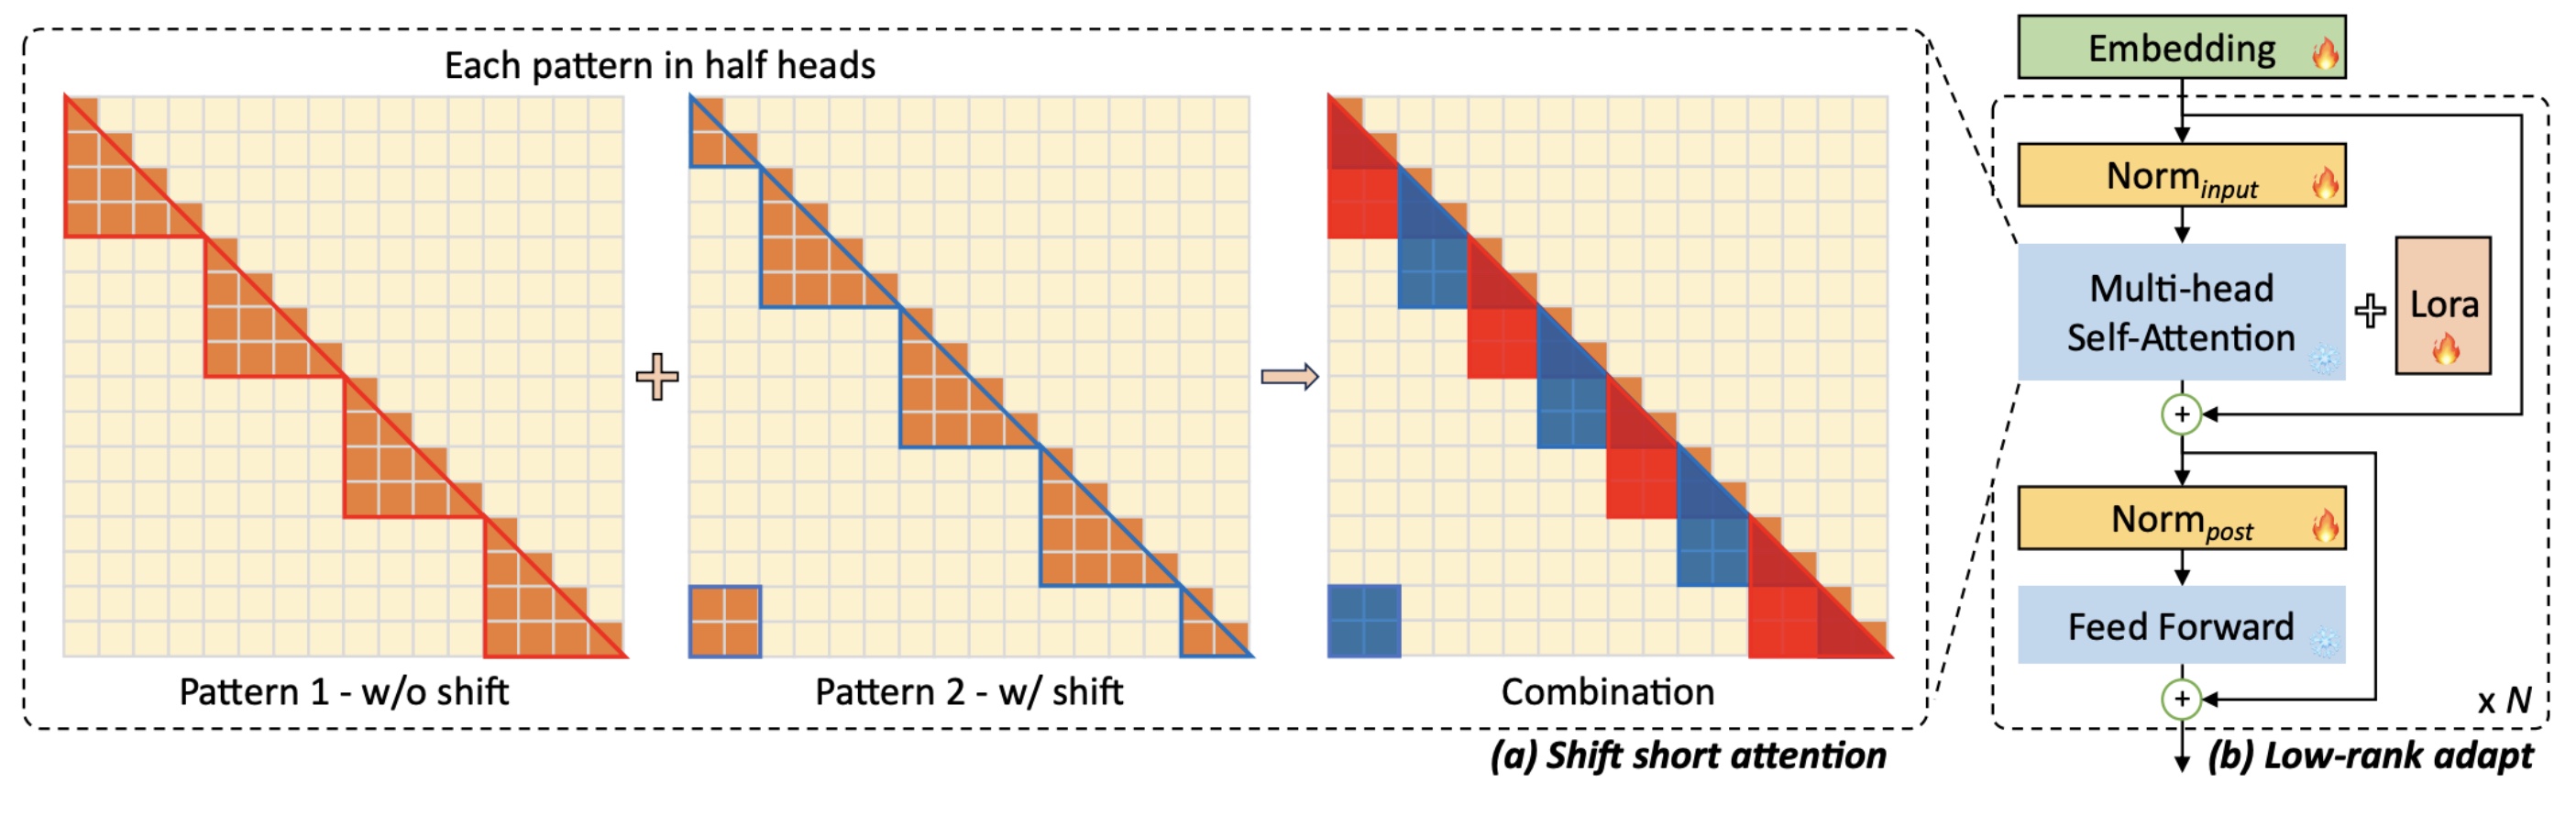 Each pattern in half heads
Pattern 1 - w/o shift
+
Pattern 2 - w/ shift
Combination
(a) Shift short attention
Embedding
Norm input
Multi-head
Self-Attention
+
Lora
+
Norm post
Feed Forward
+
x N
(b) Low-rank adapt